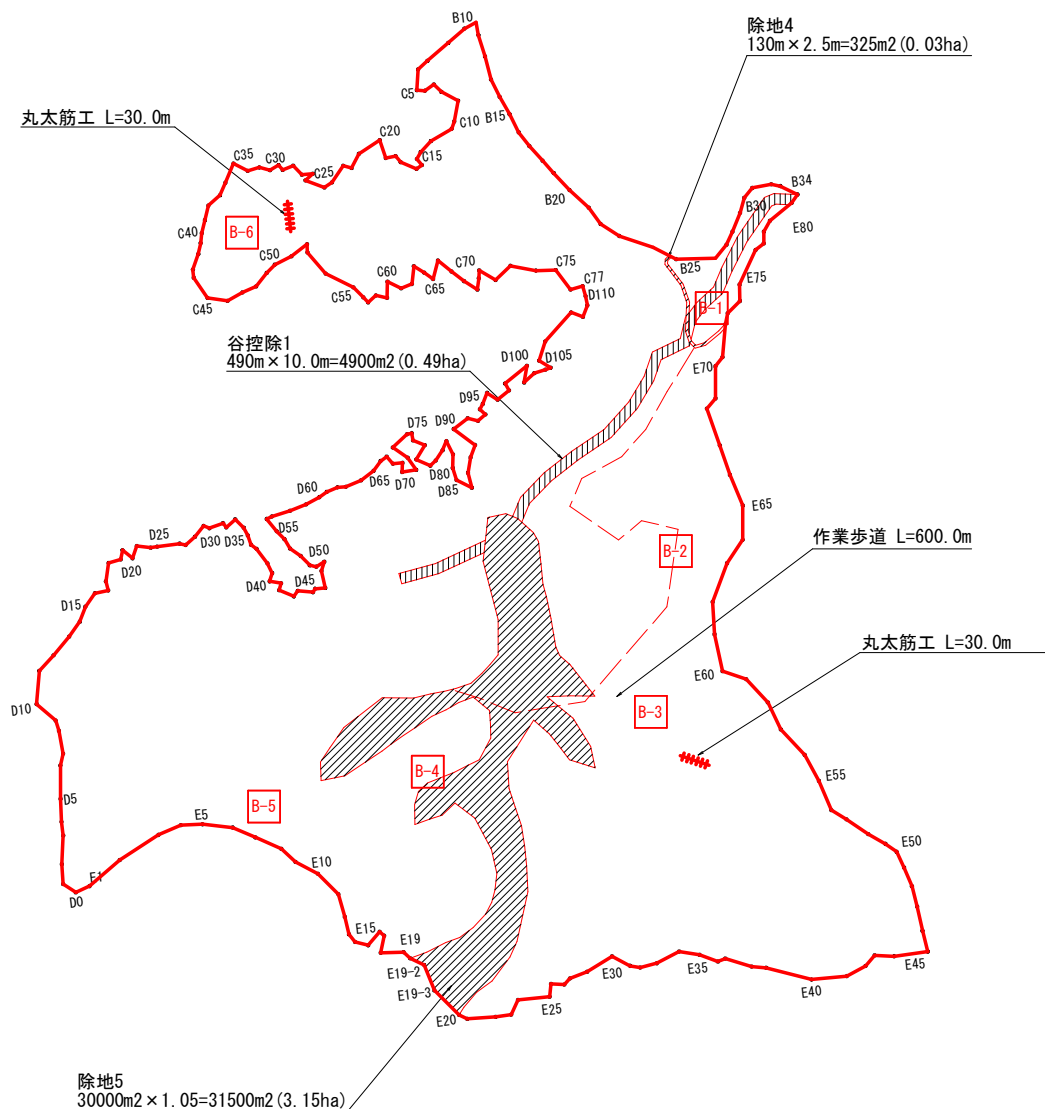 除地4
130m×2.5m=325m2(0.03ha)
B10
C5
丸太筋工 L=30.0m
B15
C10
C20
C15
C35
C30
C25
B34
B30
B20
E80
C40
B-6
C50
B25
E75
C60
C70
C75
C77
C65
C55
C45
D110
B-1
谷控除1
490m×10.0m=4900m2(0.49ha)
D100
D105
E70
D95
D75
D90
D65
D70
D80
D85
D60
E65
D55
D25
D30
D35
D20
D50
作業歩道 L=600.0m
B-2
D40
D45
D15
丸太筋工 L=30.0m
E60
D10
B-3
B-4
E55
D5
B-5
E5
E50
E10
E1
D0
E15
E19
E19-2
E30
E35
E45
E19-3
E40
E25
E20
除地5
30000m2×1.05=31500m2(3.15ha)